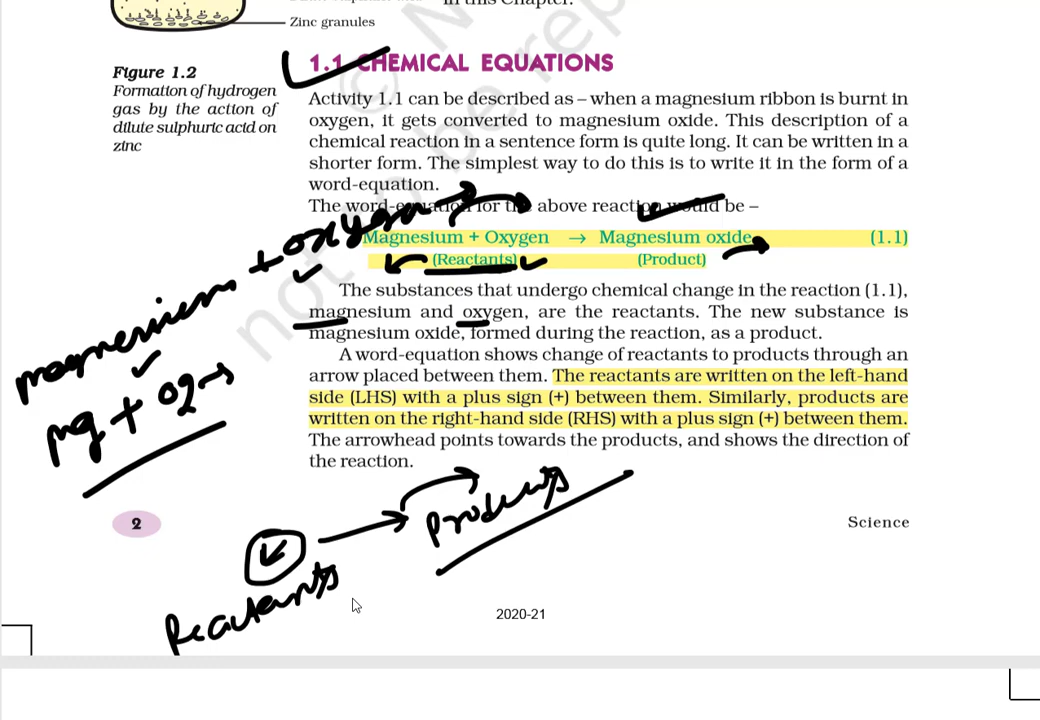 in this Chapter.
Zinc granules
Figure 1.2
Formation of hydrogen
gas by the action of
dilute sulphuric acid on
zinc
1.1 CHEMICAL EQUATIONS
Activity 1.1 can be described as – when a magnesium ribbon is burnt in
oxygen, it gets converted to magnesium oxide. This description of a
chemical reaction in a sentence form is quite long. It can be written in a
shorter form. The simplest way to do this is to write it in the form of a
word-equation.
The word-equation for the above reaction would be –
Magnesium + Oxygen → Magnesium oxide (1.1)
(Reactants) (Product)
The substances that undergo chemical change in the reaction (1.1),
magnesium and oxygen, are the reactants. The new substance is
magnesium oxide, formed during the reaction, as a product.
A word-equation shows change of reactants to products through an
arrow placed between them. The reactants are written on the left-hand
side (LHS) with a plus sign (+) between them. Similarly, products are
written on the right-hand side (RHS) with a plus sign (+) between them.
The arrowhead points towards the products, and shows the direction of
the reaction.
magnesium + oxygen →
Mg + O2 →
Reactants → Products
2
Science
2020-21
not be rep